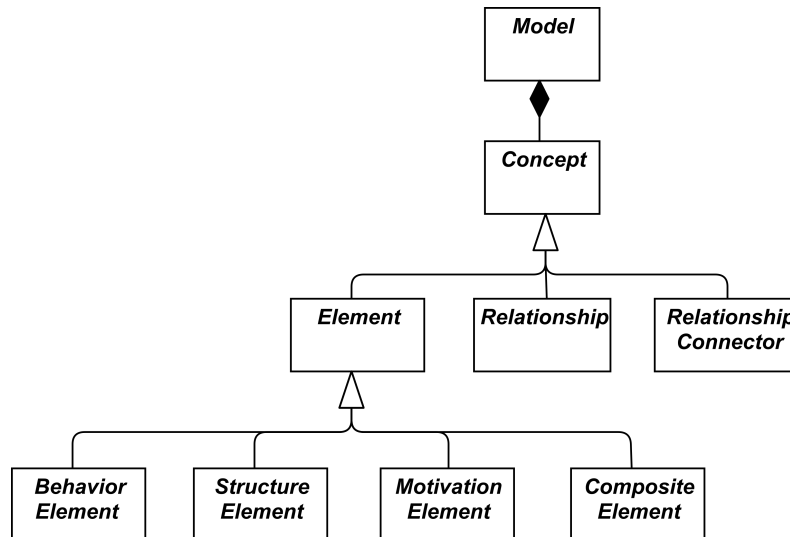 Model
Concept
Element
Relationship
Relationship
Connector
Behavior
Element
Structure
Element
Motivation
Element
Composite
Element